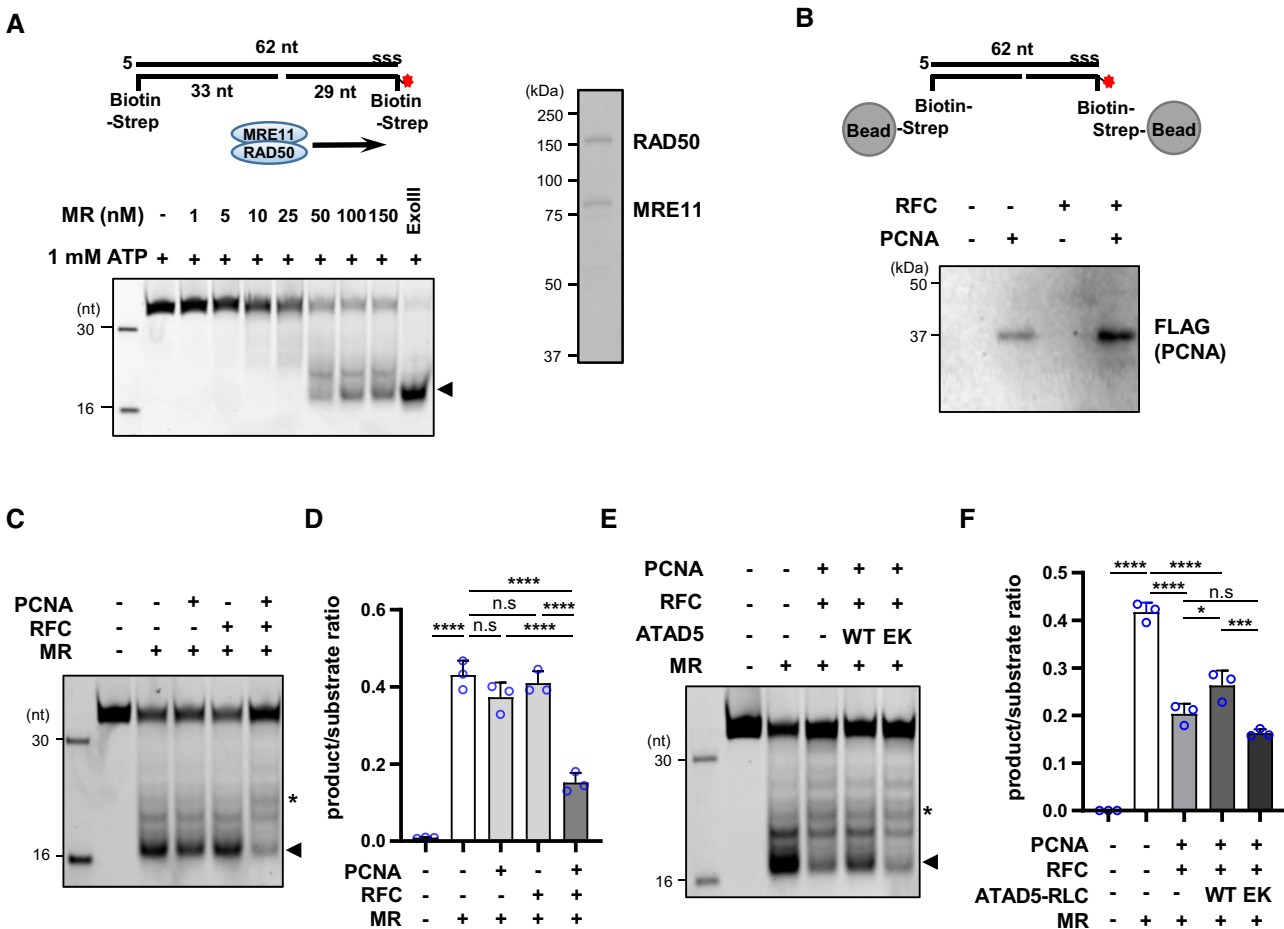 A
62 nt
5
sss
33 nt
29 nt
Biotin
-Strep
Biotin
-Strep
MRE11
RAD50
MR (nM)
- 1 5 10 25 50 100 150 ExoIII
1 mM ATP + + + + + + + + +
(nt)
30
16
(kDa)
250
150
100
75
50
37
RAD50
MRE11
B
62 nt
5
sss
Biotin-
Bead -Strep
Biotin-
Strep- Bead
RFC - - + +
PCNA - + - +
(kDa)
50
37
FLAG
(PCNA)
C
PCNA - - + - +
RFC - - - + +
MR - + + + +
(nt)
30
16
*
D
product/substrate ratio
0.6
0.4
0.2
0.0
****
n.s
****
****
n.s
****
PCNA - - + - +
RFC - - - + +
MR - + + + +
E
PCNA - - + + +
RFC - - + + +
ATAD5 - - - WT EK
MR - + + + +
(nt)
30
16
*
F
product/substrate ratio
0.5
0.4
0.3
0.2
0.1
0.0
**** ****
**** n.s
* ***
PCNA - - + + +
RFC - - + + +
ATAD5-RLC - - - WT EK
MR - + + + +